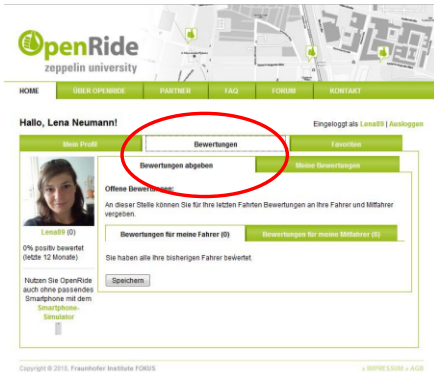 OpenRide
zeppelin university
HOME ÜBER OPENRIDE PARTNER FAQ FORUM KONTAKT
Hallo, Lena Neumann!
Eingeloggt als Lena89 | Ausloggen
Mein Profil Bewertungen Favoriten
Bewertungen abgeben Meine Bewertungen
Offene Bewertungen:
An dieser Stelle können Sie für Ihre letzten Fahrten Bewertungen an Ihre Fahrer und Mitfahrer
vergeben.
Bewertungen für meine Fahrer (0) Bewertungen für meine Mitfahrer (0)
Sie haben alle Ihre bisherigen Fahrer bewertet.
Speichern
Lena89 (0)
0% positiv bewertet
(letzte 12 Monate)
Nutzen Sie OpenRide
auch ohne passendes
Smartphone mit dem
Smartphone-
Simulator
Copyright © 2010, Fraunhofer Institute FOKUS
» IMPRESSUM » AGB